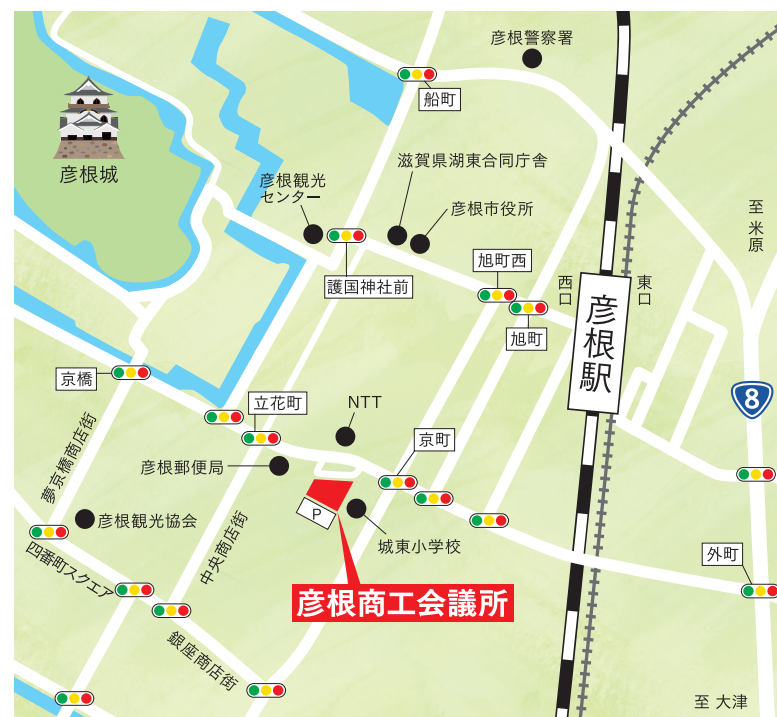 彦根警察署
船町
彦根城
滋賀県湖東合同庁舎
彦根観光
センター
彦根市役所
至
米
原
旭町西
西口
東口
護国神社前
旭町
彦根駅
京橋
8
立花町
NTT
夢京橋商店街
京町
彦根郵便局
P
彦根観光協会
中央商店街
城東小学校
外町
四番町スクエア
彦根商工会議所
銀座商店街
至 大津